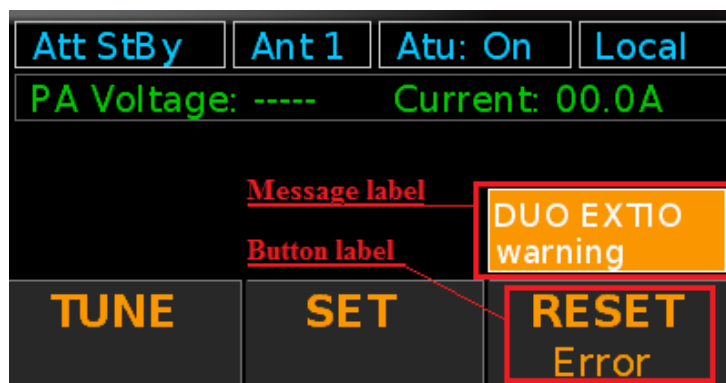 Att StBy Ant 1 Atu: On Local
PA Voltage: ----- Current: 00.0A
Message label
DUO EXTIO
warning
Button label
TUNE SET RESET
Error